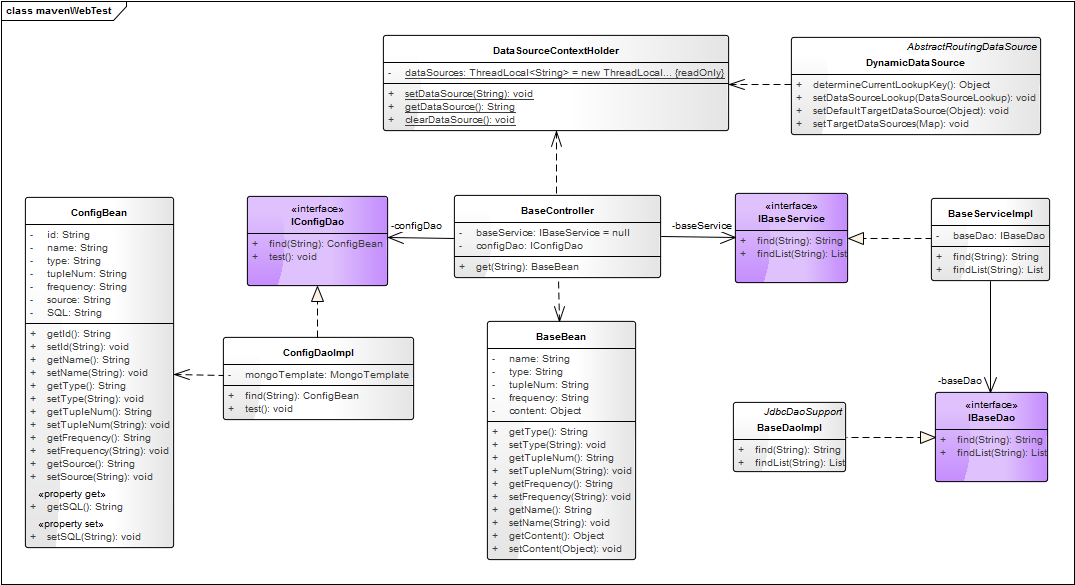 class mavenWebTest
DataSourceContextHolder
- dataSources: ThreadLocal<String> = new ThreadLocal... {readOnly}
+ setDataSource(String): void
+ getDataSource(): String
+ clearDataSource(): void
AbstractRoutingDataSource
DynamicDataSource
+ determineCurrentLookupKey(): Object
+ setDataSourceLookup(DataSourceLookup): void
+ setDefaultTargetDataSource(Object): void
+ setTargetDataSources(Map): void
ConfigBean
- id: String
- name: String
- type: String
- tupleNum: String
- frequency: String
- source: String
- SQL: String
+ getId(): String
+ setId(String): void
+ getName(): String
+ setName(String): void
+ getType(): String
+ setType(String): void
+ getTupleNum(): String
+ setTupleNum(String): void
+ getFrequency(): String
+ setFrequency(String): void
+ getSource(): String
+ setSource(String): void
«property get»
+ getSQL(): String
«property set»
+ setSQL(String): void
«interface»
IConfigDao
+ find(String): ConfigBean
+ test(): void
-configDao
BaseController
- baseService: IBaseService = null
- configDao: IConfigDao
+ get(String): BaseBean
-baseService
«interface»
IBaseService
+ find(String): String
+ findList(String): List
BaseServiceImpl
- baseDao: IBaseDao
+ find(String): String
+ findList(String): List
ConfigDaoImpl
- mongoTemplate: MongoTemplate
+ find(String): ConfigBean
+ test(): void
BaseBean
- name: String
- type: String
- tupleNum: String
- frequency: String
- content: Object
+ getType(): String
+ setType(String): void
+ getTupleNum(): String
+ setTupleNum(String): void
+ getFrequency(): String
+ setFrequency(String): void
+ getName(): String
+ setName(String): void
+ getContent(): Object
+ setContent(Object): void
JdbcDaoSupport
BaseDaoImpl
+ find(String): String
+ findList(String): List
-baseDao
«interface»
IBaseDao
+ find(String): String
+ findList(String): List